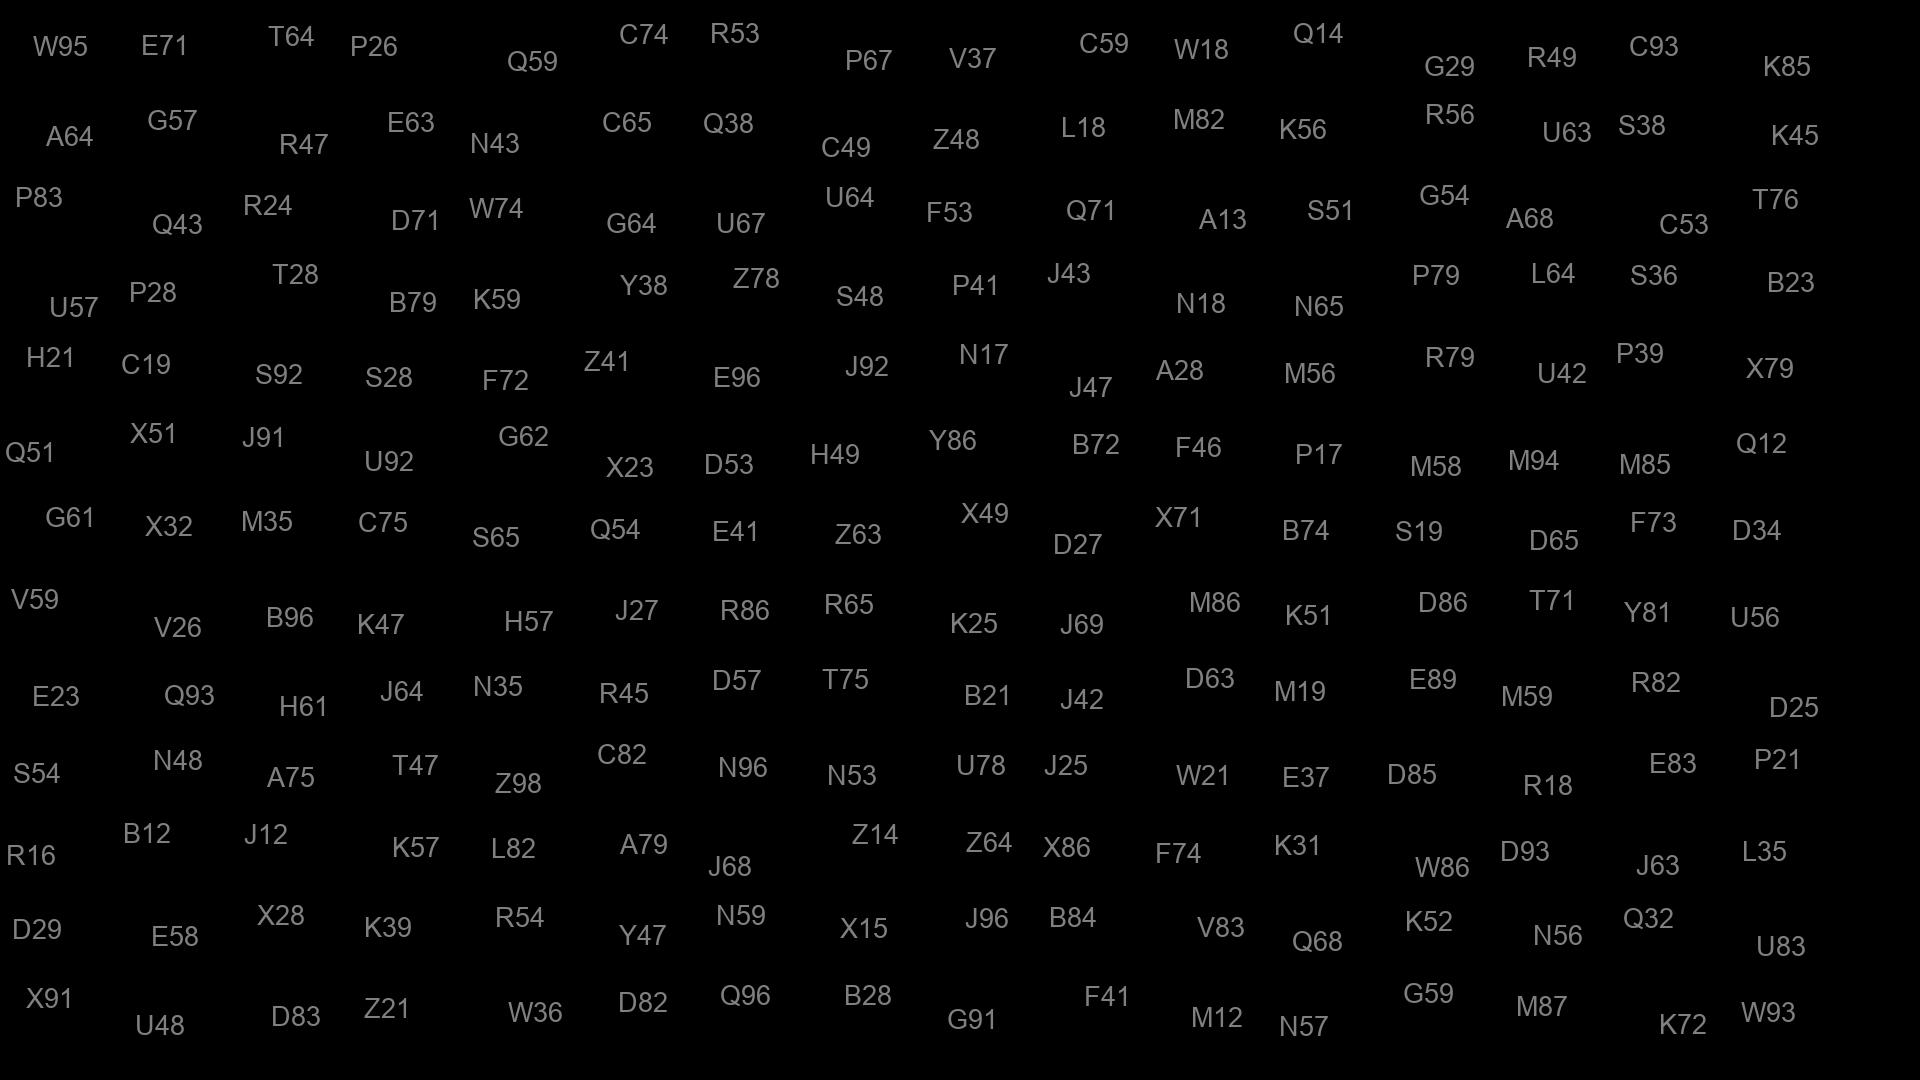 W95 E71 T64 P26 Q59 C74 R53 P67 V37 C59 W18 Q14 G29 R49 C93 K85
A64 G57 R47 E63 N43 C65 Q38 C49 Z48 L18 M82 K56 R56 U63 S38 K45
P83 Q43 R24 D71 W74 G64 U67 U64 F53 Q71 A13 S51 G54 A68 C53 T76
U57 P28 T28 B79 K59 Y38 Z78 S48 P41 J43 N18 N65 P79 L64 S36 B23
H21 C19 S92 S28 F72 Z41 E96 J92 N17 J47 A28 M56 R79 U42 P39 X79
Q51 X51 J91 U92 G62 X23 D53 H49 Y86 B72 F46 P17 M58 M94 M85 Q12
G61 X32 M35 C75 S65 Q54 E41 Z63 X49 D27 X71 B74 S19 D65 F73 D34
V59 V26 B96 K47 H57 J27 R86 R65 K25 J69 M86 K51 D86 T71 Y81 U56
E23 Q93 H61 J64 N35 R45 D57 T75 B21 J42 D63 M19 E89 M59 R82 D25
S54 N48 A75 T47 Z98 C82 N96 N53 U78 J25 W21 E37 D85 R18 E83 P21
R16 B12 J12 K57 L82 A79 J68 Z14 Z64 X86 F74 K31 W86 D93 J63 L35
D29 E58 X28 K39 R54 Y47 N59 X15 J96 B84 V83 Q68 K52 N56 Q32 U83
X91 U48 D83 Z21 W36 D82 Q96 B28 G91 F41 M12 N57 G59 M87 K72 W93